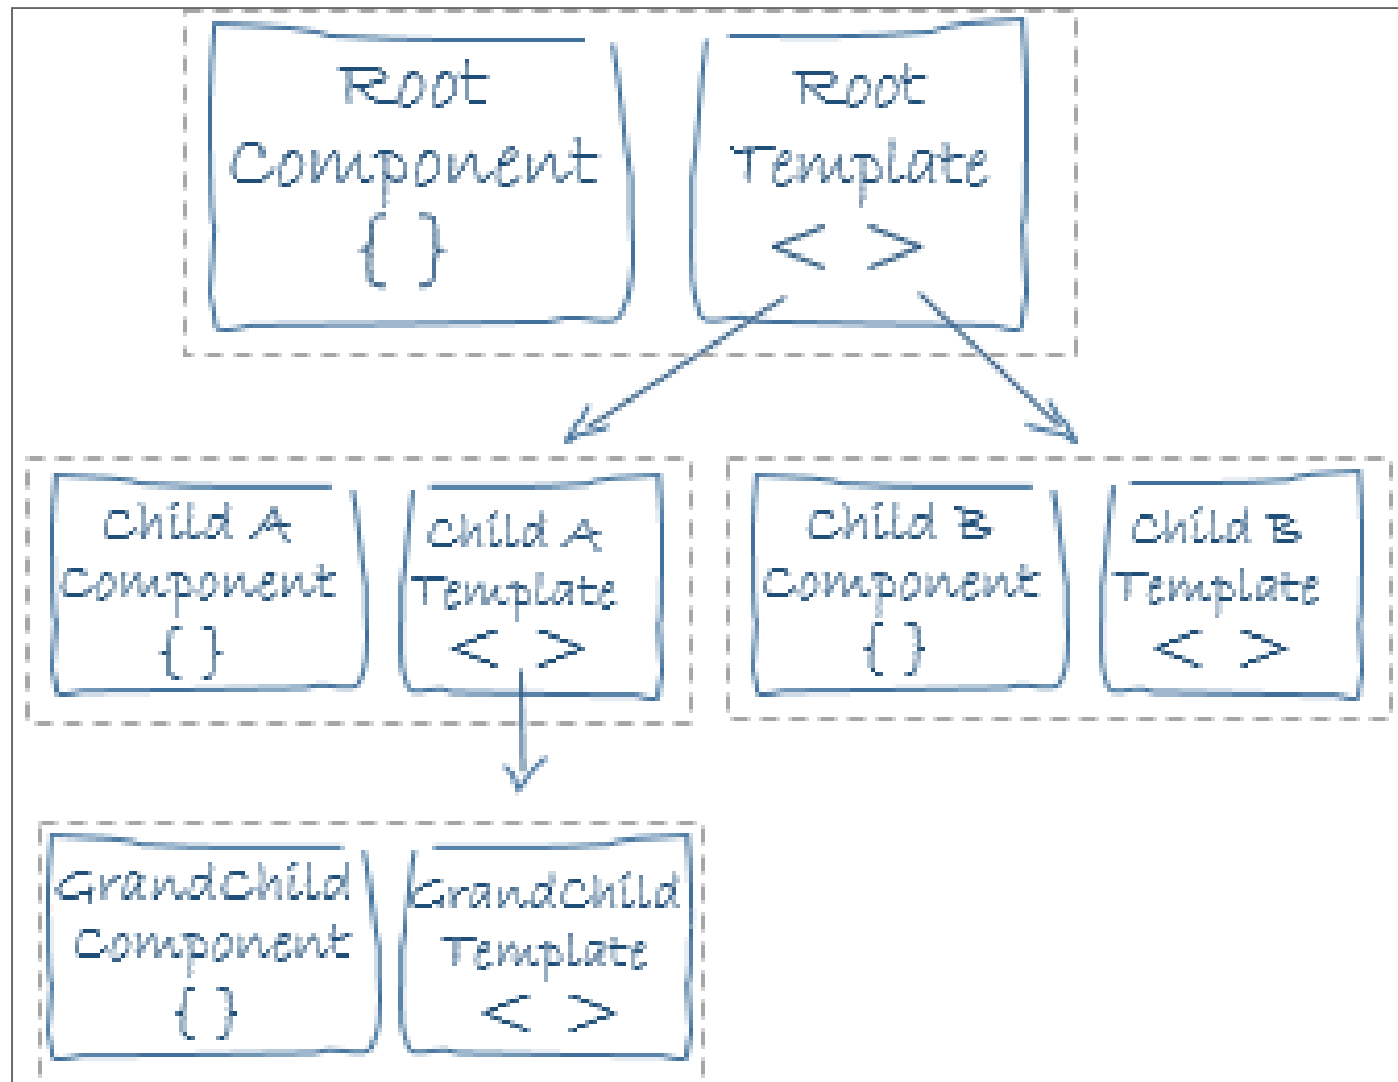 Root
Component
{ }
Root
Template
< >
Child A
Component
{ }
Child A
Template
< >
Child B
Component
{ }
Child B
Template
< >
GrandChild
Component
{ }
GrandChild
Template
< >